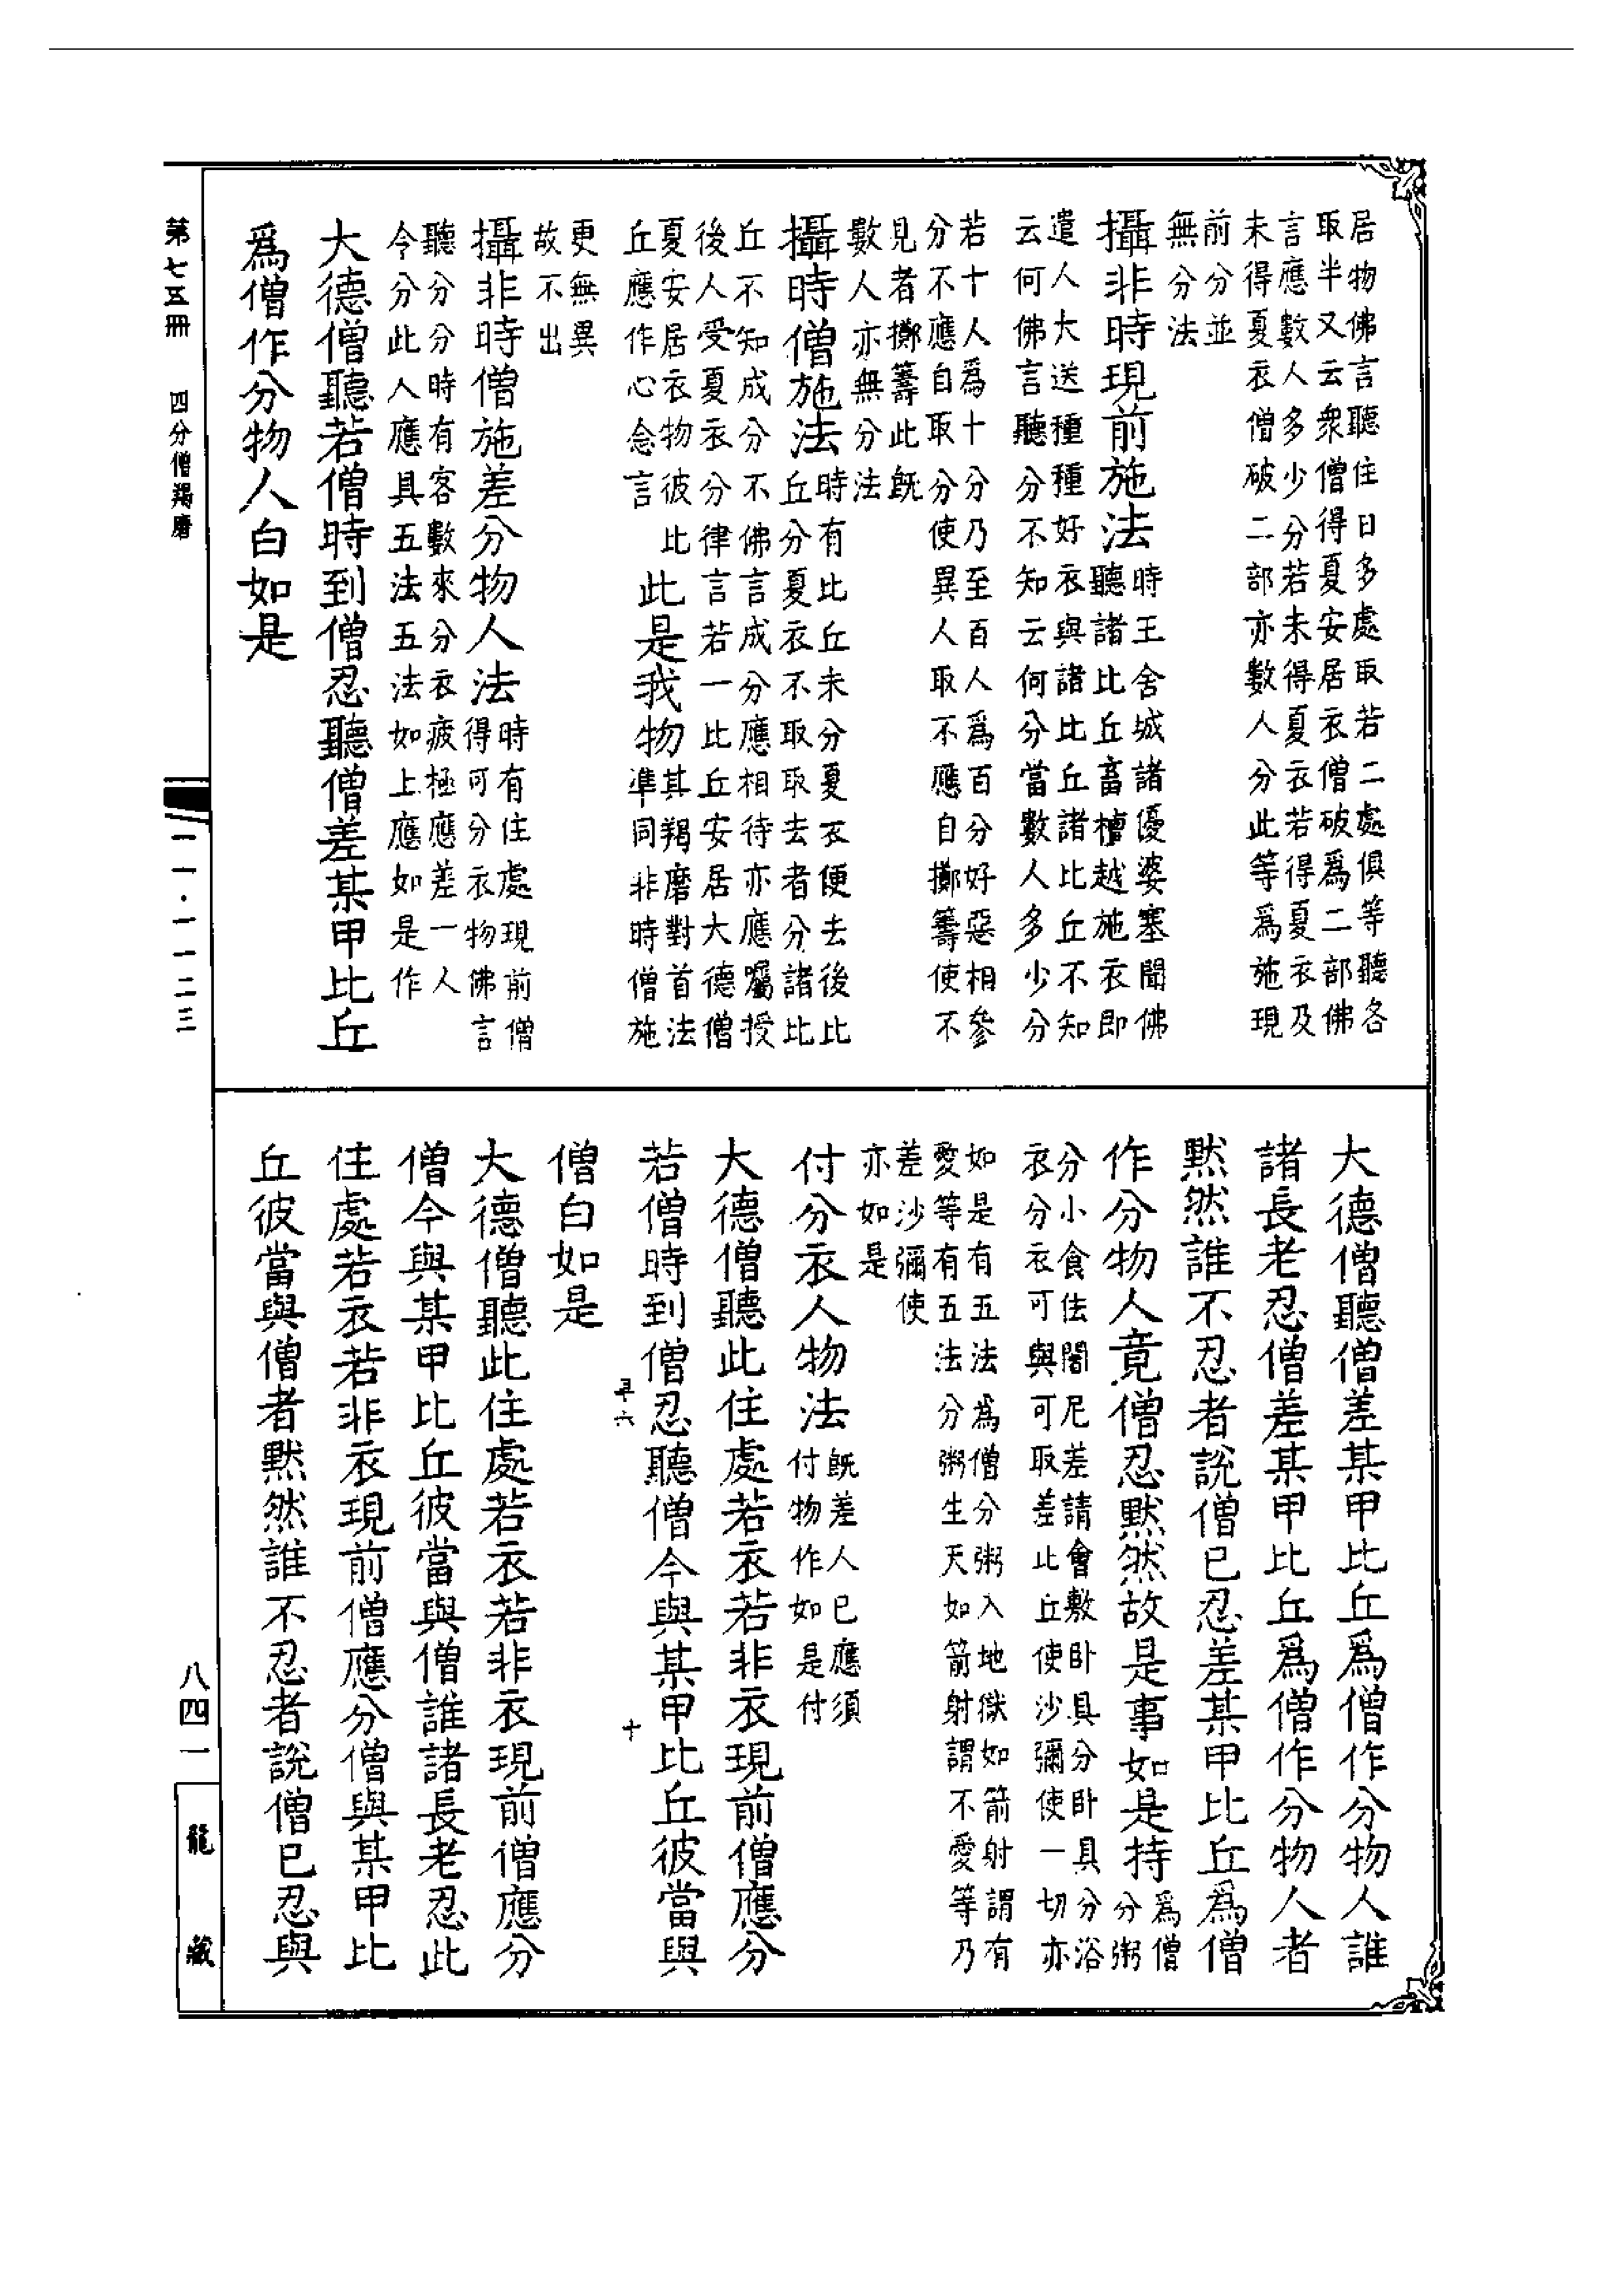 居物佛言聽住日多處取若二處俱等聽各
取半又云衆僧得夏安居衣僧破爲二部佛
言應數人多少分若未得夏衣若得夏衣及
未得夏衣僧破二部亦數人分此等爲施現
前分並
無分法
攝非時現前施法
時王舍城諸優婆塞聞佛
聽諸比丘畜檀越施衣即
遣人大送種種好衣與諸比丘諸比丘不知
云何佛言聽分不知云何分當數人多少分
若十人爲十分乃至百人爲百分好惡相參
分不應自取分使異人取不應自擲籌使不
見者擲籌此既
數人亦無分法
攝時僧施法
時有比丘未分夏衣便去後比
丘分夏衣不取取去者分諸比
丘不知成分不佛言成分應相待亦應囑授
後人受夏衣分律言若一比丘安居大德僧
夏安居衣物彼比
丘應作心念言
此是我物
其羯磨對首法
準同非時僧施
更無異
故不出
攝非時僧施差分物人法
時有住處現前僧
得可分衣物佛言
聽分分時有客數來分衣疲極應差一人
令分此人應具五法五法如上應如是作
大德僧聽若僧時到僧忍聽僧差某甲比丘
爲僧作分物人白如是
大德僧聽僧差某甲比丘爲僧作分物人誰
諸長老忍僧差某甲比丘爲僧作分物人者
默然誰不忍者說僧已忍差某甲比丘爲僧
作分物人竟僧忍默然故是事如是持
爲僧
分粥
分小食佉闍尼差請會敷卧具分卧具分浴
衣分衣可與可取差比丘使沙彌使一切亦
如是有五法爲僧分粥入地獄如箭射謂有
愛等有五法分粥生天如箭射謂不愛等乃
差沙彌使
亦如是
付分衣人物法
既差人已應須
付物作如是付
大德僧聽此住處若衣若非衣現前僧應分
若僧時到僧忍聽僧今與某甲比丘彼當與
僧白如是
大德僧聽此住處若衣若非衣現前僧應分
僧今與某甲比丘彼當與僧誰諸長老忍此
住處若衣若非衣現前僧應分僧與某甲比
丘彼當與僧者默然誰不忍者說僧已忍與
第七五冊
四分僧羯磨
一一·一一二三
八四一
龍藏
十